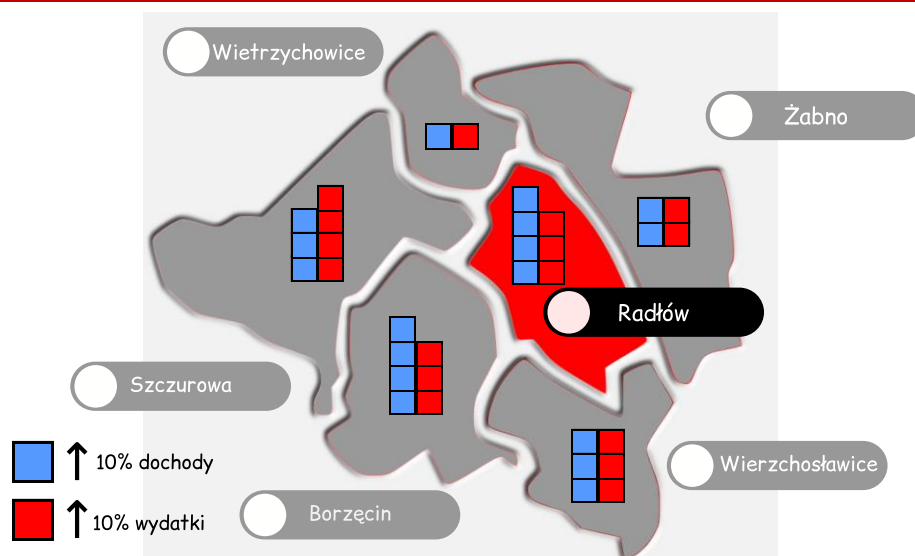 Wietrzychowice
Żabno
Radłów
Szczurowa
Wierzchosławice
Borzęcin
10% dochody
10% wydatki